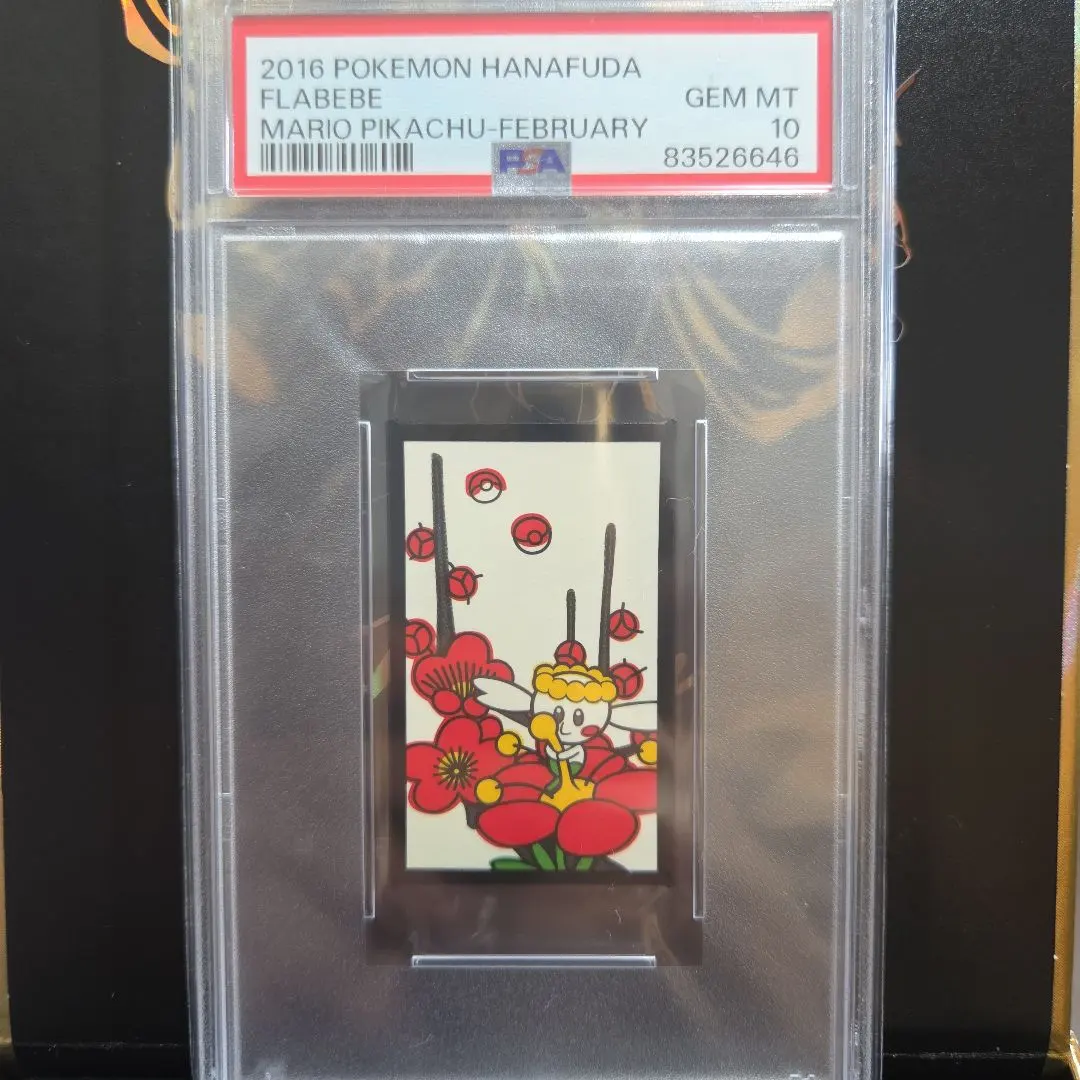 2016 POKEMON HANAFUDA
FLABEBE GEM MT
MARIO PIKACHU-FEBRUARY 10
PSA 83526646